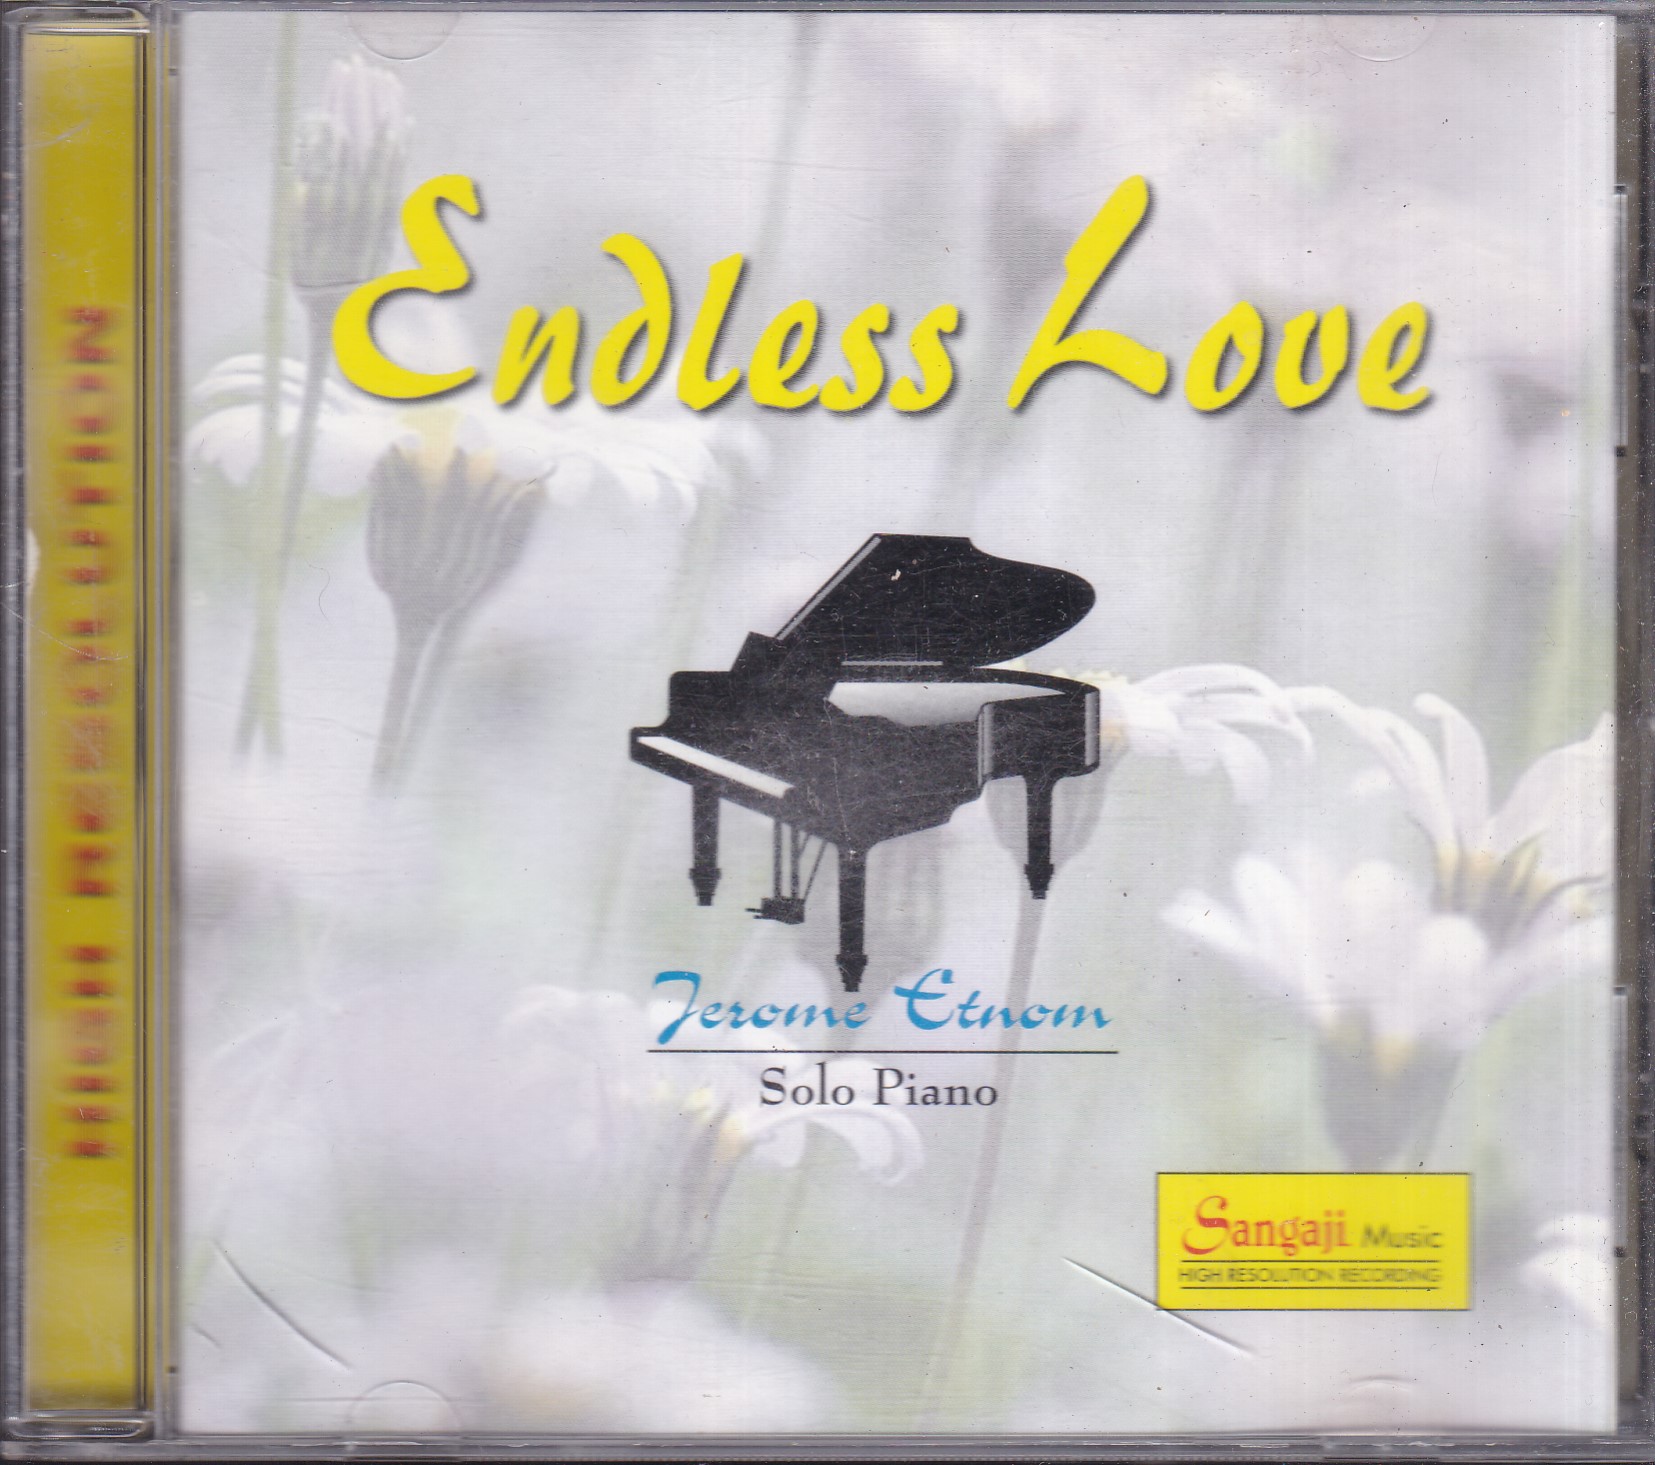 Endless Love
Jerome Etnom
Solo Piano
Sangaji Music
HIGH RESOLUTION RECORDING